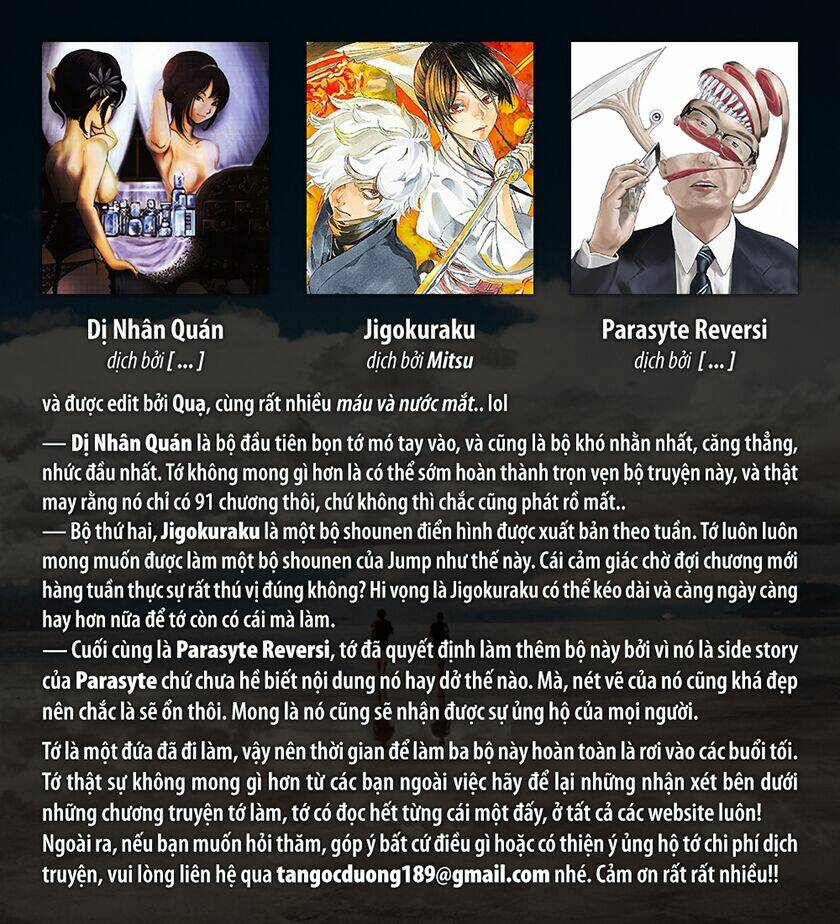 Dị Nhân Quán
dịch bởi [ ... ]
Jigokuraku
dịch bởi Mitsu
Parasyte Reversi
dịch bởi [ ... ]
và được edit bởi Quạ, cùng rất nhiều máu và nước mắt.. lol
— Dị Nhân Quán là bộ đầu tiên bọn tớ mó tay vào, và cũng là bộ khó nhằn nhất, căng thẳng,
nhức đầu nhất. Tớ không mong gì hơn là có thể sớm hoàn thành trọn vẹn bộ truyện này, và thật
may rằng nó chỉ có 91 chương thôi, chứ không thì chắc cũng phát rồ mất..
— Bộ thứ hai, Jigokuraku là một bộ shounen điển hình được xuất bản theo tuần. Tớ luôn luôn
mong muốn được làm một bộ shounen của Jump như thế này. Cái cảm giác chờ đợi chương mới
hàng tuần thực sự rất thú vị đúng không? Hi vọng là Jigokuraku có thể kéo dài và càng ngày càng
hay hơn nữa để tớ còn có cái mà làm.
— Cuối cùng là Parasyte Reversi, tớ đã quyết định làm thêm bộ này bởi vì nó là side story
của Parasyte chứ chưa hề biết nội dung nó hay dở thế nào. Mà, nét vẽ của nó cũng khá đẹp
nên chắc là sẽ ổn thôi. Mong là nó cũng sẽ nhận được sự ủng hộ của mọi người.
Tớ là một đứa đã đi làm, vậy nên thời gian để làm ba bộ này hoàn toàn là rơi vào các buổi tối.
Tớ thật sự không mong gì hơn từ các bạn ngoài việc hãy để lại những nhận xét bên dưới
những chương truyện tớ làm, tớ có đọc hết từng cái một đấy, ở tất cả các website luôn!
Ngoài ra, nếu bạn muốn hỏi thăm, góp ý bất cứ điều gì hoặc có thiện ý ủng hộ tớ chi phí dịch
truyện, vui lòng liên hệ qua tangocduong189@gmail.com nhé. Cảm ơn rất rất nhiều!!